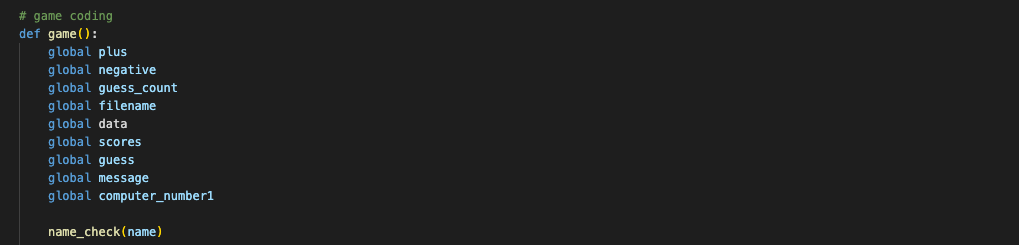 # game coding
def game():
global plus
global negative
global guess_count
global filename
global data
global scores
global guess
global message
global computer_number1
name_check(name)